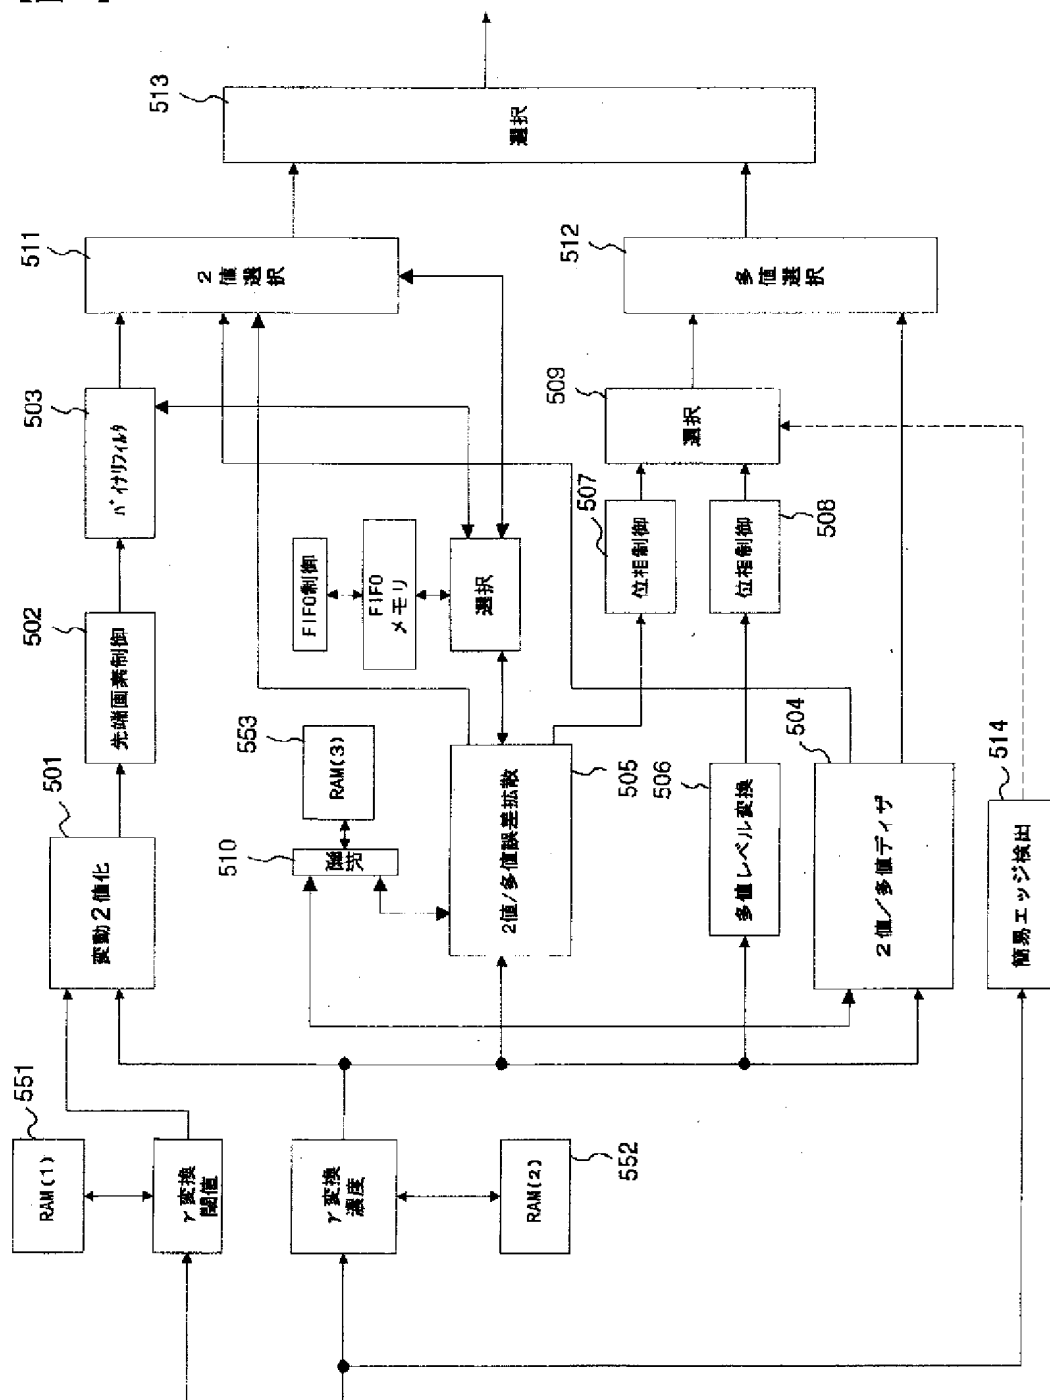 RAM(1)
551
γ変換
閾値
γ変換
濃度
RAM(2)
552
501
変動2値化
502
先端画素制御
503
バイナリフィルタ
511
2値
選択
513
選択
510
選択
553
RAM(3)
FIFO制御
FIFO
メモリ
選択
2値/多値誤差拡散
505
506
多値レベル変換
504
2値/多値ディザ
514
簡易エッジ検出
507
位相制御
508
位相制御
509
選択
512
多値
選択